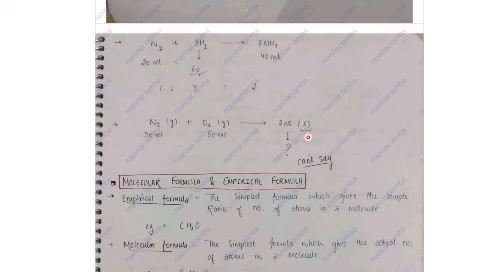 → N2 + 3H2 → 2NH3
20 ml 40 ml
60
1 : 3 : 2
→ N2 (g) + O2 (g) → 2NO (l)
50 ml 50 ml
can't say
MOLECULAR FORMULA & EMPIRICAL FORMULA
→ Empirical formula :- The simplest formula which gives the simple
Ratio of no. of atoms in a molecule
eg → CH2O
→ Molecular formula :- The simplest formula which gives the actual no.
of atoms in a molecule